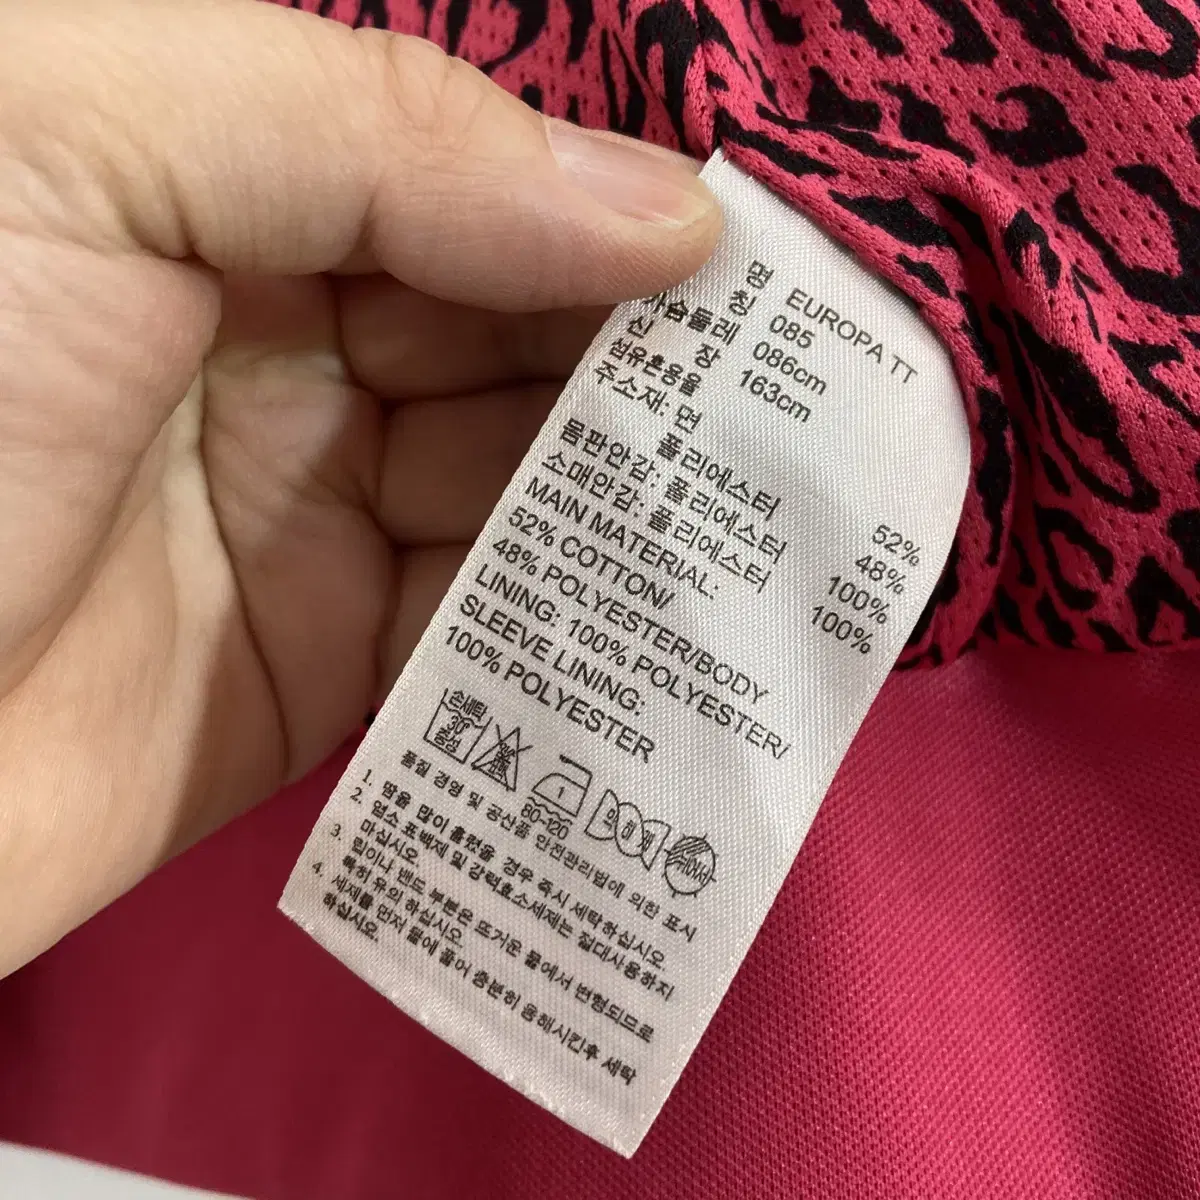 명 칭 EUROPA TT
085
가슴둘레 086cm
신 장 163cm
섬유혼용율
주소재: 면 52%
폴리에스터 48%
몸판안감: 폴리에스터 100%
소매안감: 폴리에스터 100%
MAIN MATERIAL:
52% COTTON/
48% POLYESTER/BODY
LINING: 100% POLYESTER/
SLEEVE LINING:
100% POLYESTER
손세탁
30°
중성
80-120
품질 경영 및 공산품 안전관리법에 의한 표시
1. 땀을 많이 흘렸을 경우 즉시 세탁하십시오.
2. 염소 표백제 및 강력효소세제는 절대사용하지
마십시오.
3. 립이나 밴드 부분은 뜨거운 물에서 변형되므로
특히 유의 하십시오.
4. 세제를 먼저 물에 풀어 충분히 용해시킨후 세탁
하십시오.